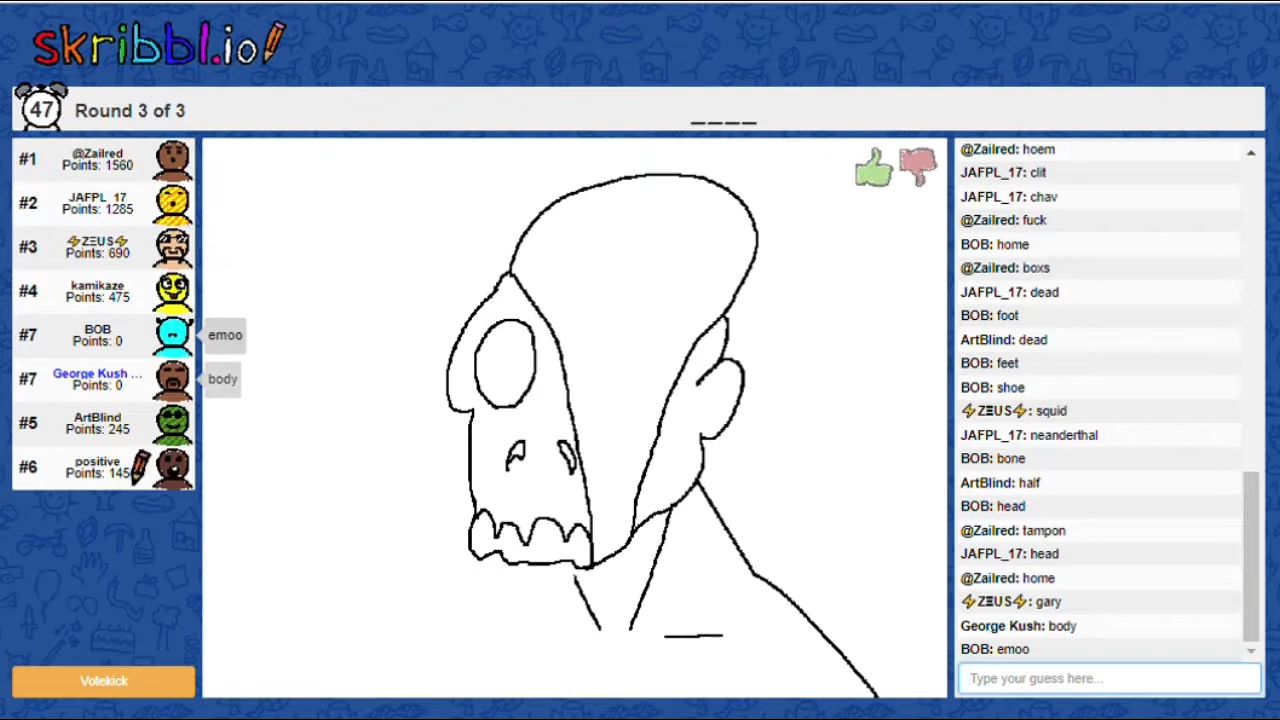 skribbl.io
47 Round 3 of 3
____
#1 @Zailred
Points: 1560
#2 JAFPL_17
Points: 1285
#3 ⚡ZΞUS⚡
Points: 690
#4 kamikaze
Points: 475
#7 BOB
Points: 0
emoo
#7 George Kush ...
Points: 0
body
#5 ArtBlind
Points: 245
#6 positive
Points: 145
Votekick
@Zailred: hoem
JAFPL_17: clit
JAFPL_17: chav
@Zailred: fuck
BOB: home
@Zailred: boxs
JAFPL_17: dead
BOB: foot
ArtBlind: dead
BOB: feet
BOB: shoe
⚡ZΞUS⚡: squid
JAFPL_17: neanderthal
BOB: bone
ArtBlind: half
BOB: head
@Zailred: tampon
JAFPL_17: head
@Zailred: home
⚡ZΞUS⚡: gary
George Kush: body
BOB: emoo
Type your guess here...